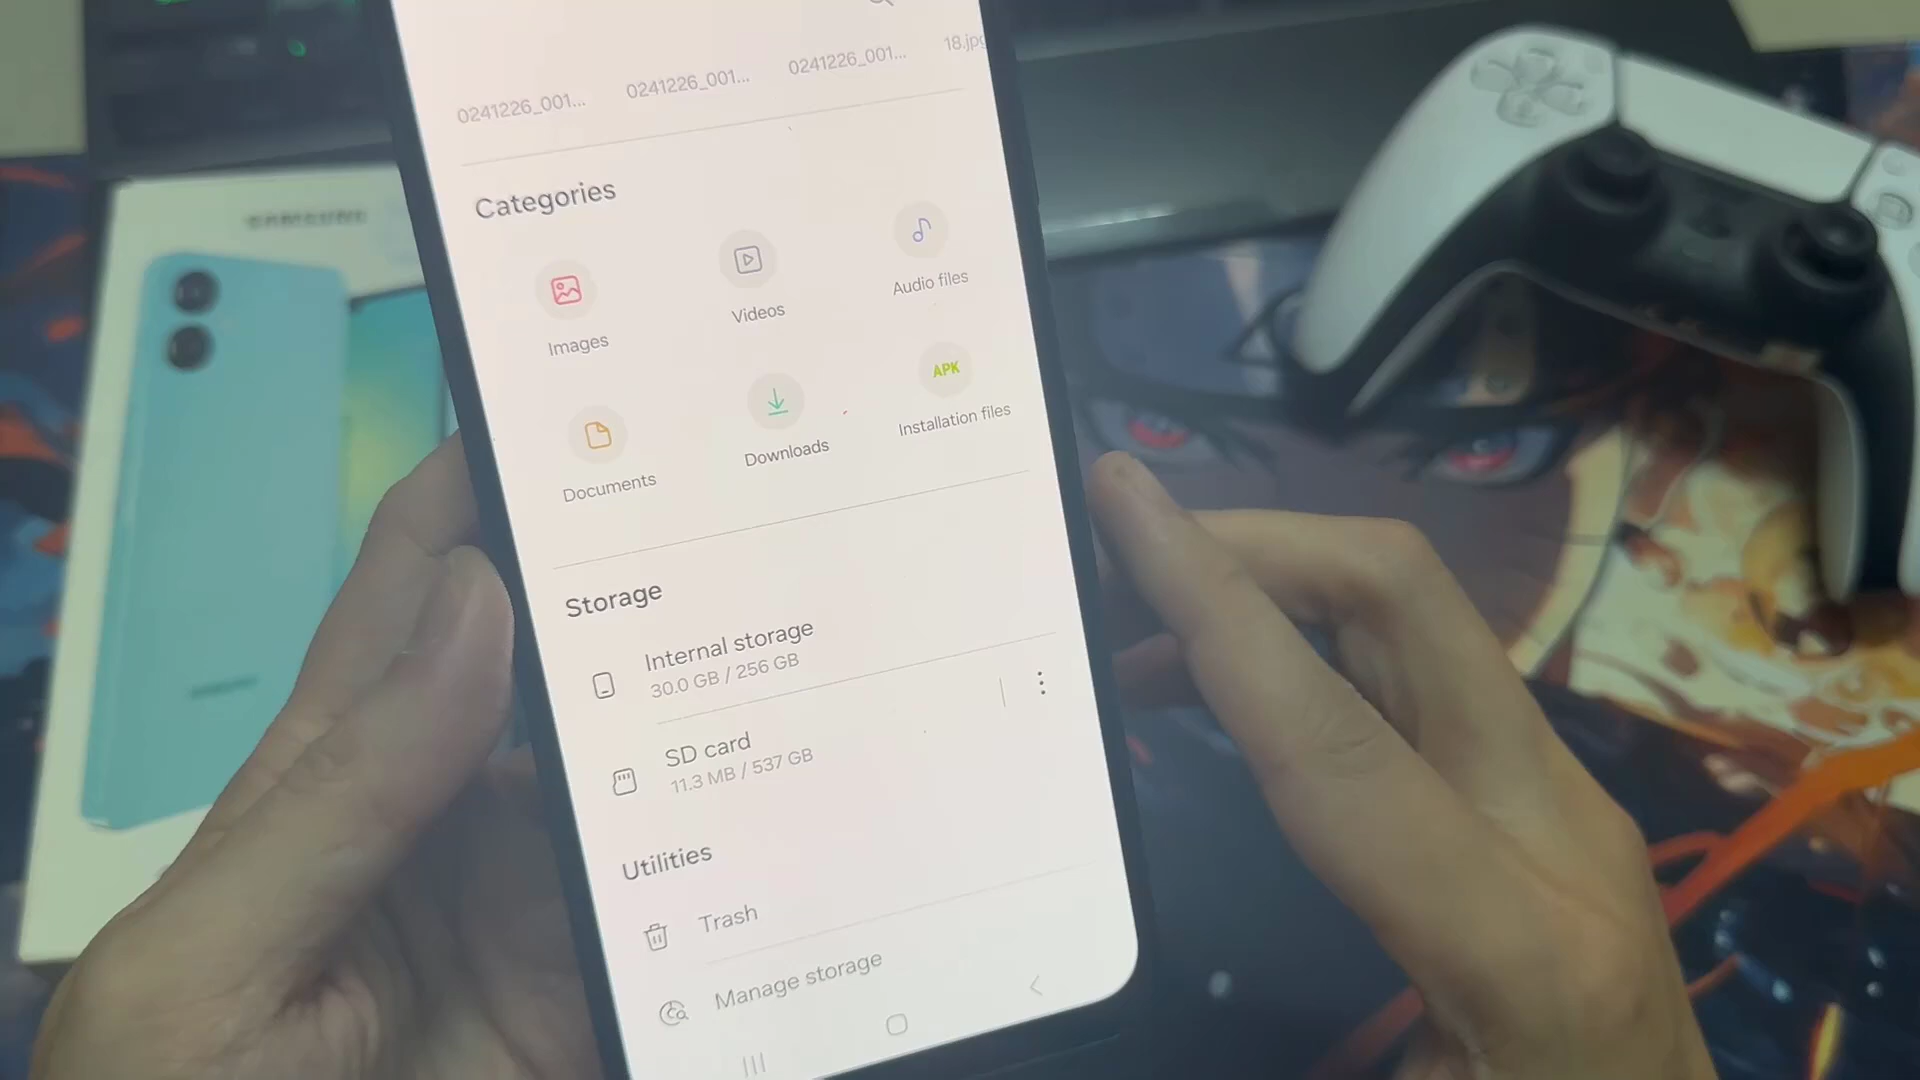 0241226_001...
0241226_001...
0241226_001...
18.jpg
Categories
Images
Videos
Audio files
Documents
Downloads
APK
Installation files
Storage
Internal storage
30.0 GB / 256 GB
SD card
11.3 MB / 537 GB
Utilities
Trash
Manage storage
SAMSUNG